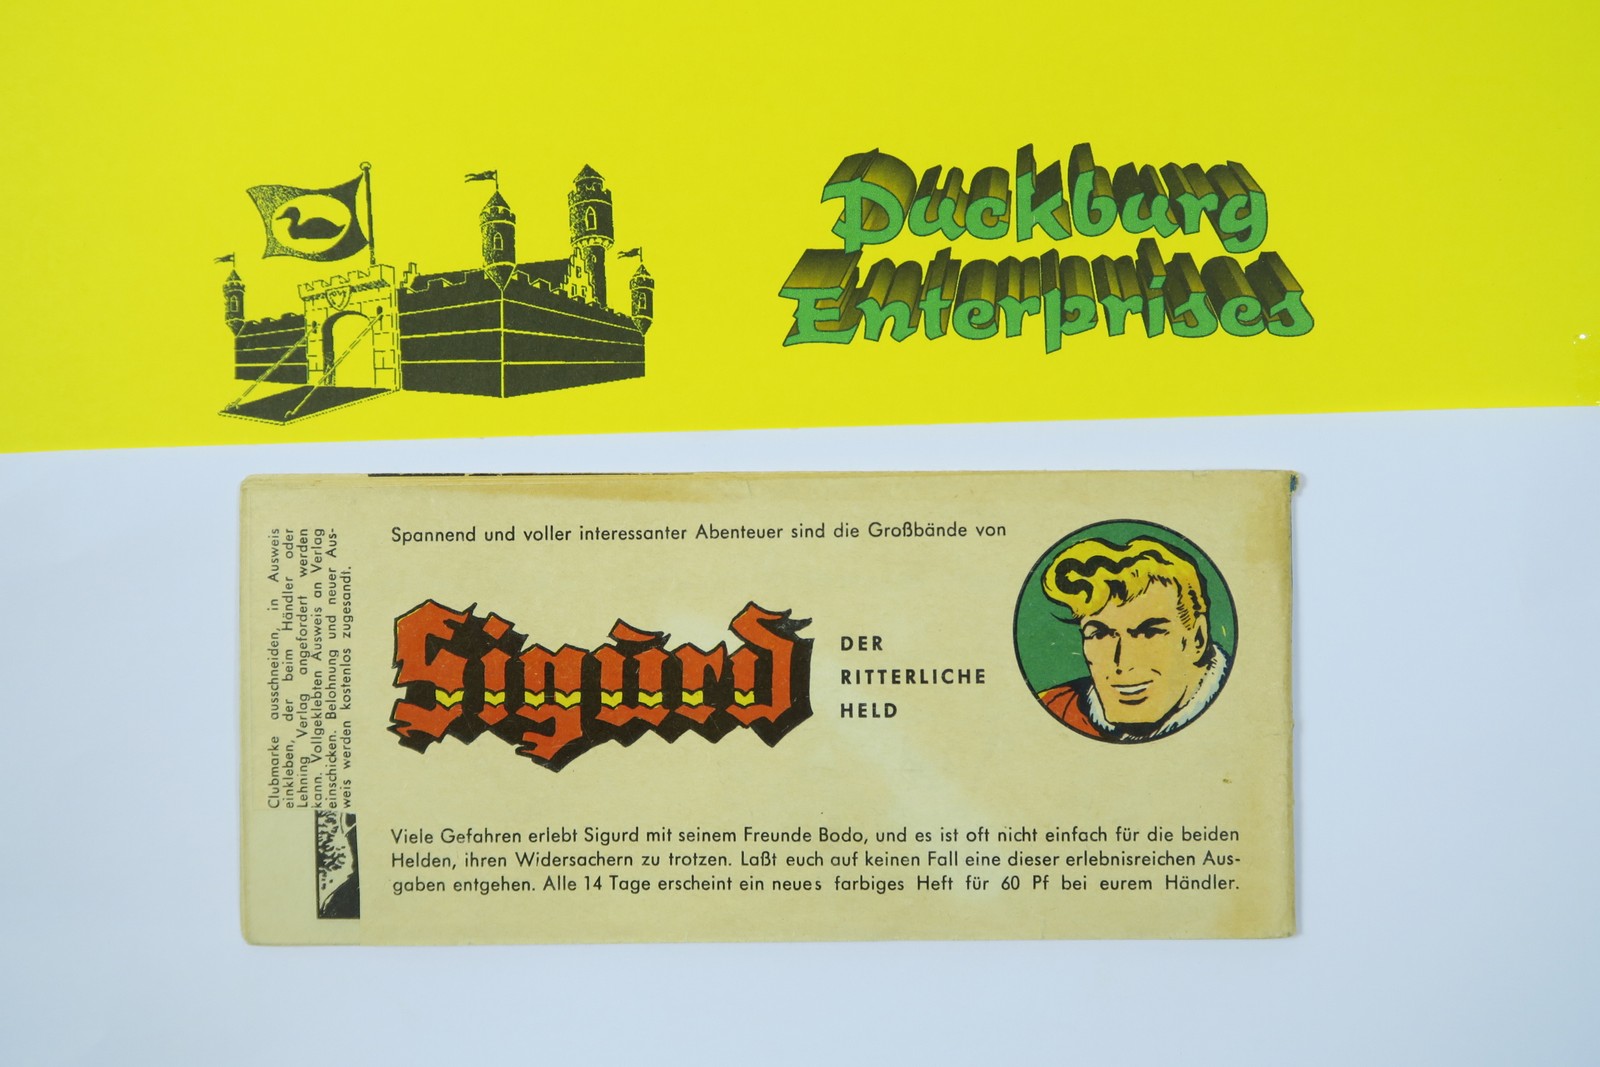 Duckburg
Enterprises
Clubmarke ausschneiden, in Ausweis
einkleben, der beim Händler oder
Lehning Verlag angefordert werden
kann. Vollgeklebten Ausweis an Verlag
einschicken. Belohnung und neuer Aus-
weis werden kostenlos zugesandt.
Spannend und voller interessanter Abenteuer sind die Großbände von
Sigurd
DER
RITTERLICHE
HELD
Viele Gefahren erlebt Sigurd mit seinem Freunde Bodo, und es ist oft nicht einfach für die beiden
Helden, ihren Widersachern zu trotzen. Laßt euch auf keinen Fall eine dieser erlebnisreichen Aus-
gaben entgehen. Alle 14 Tage erscheint ein neues farbiges Heft für 60 Pf bei eurem Händler.